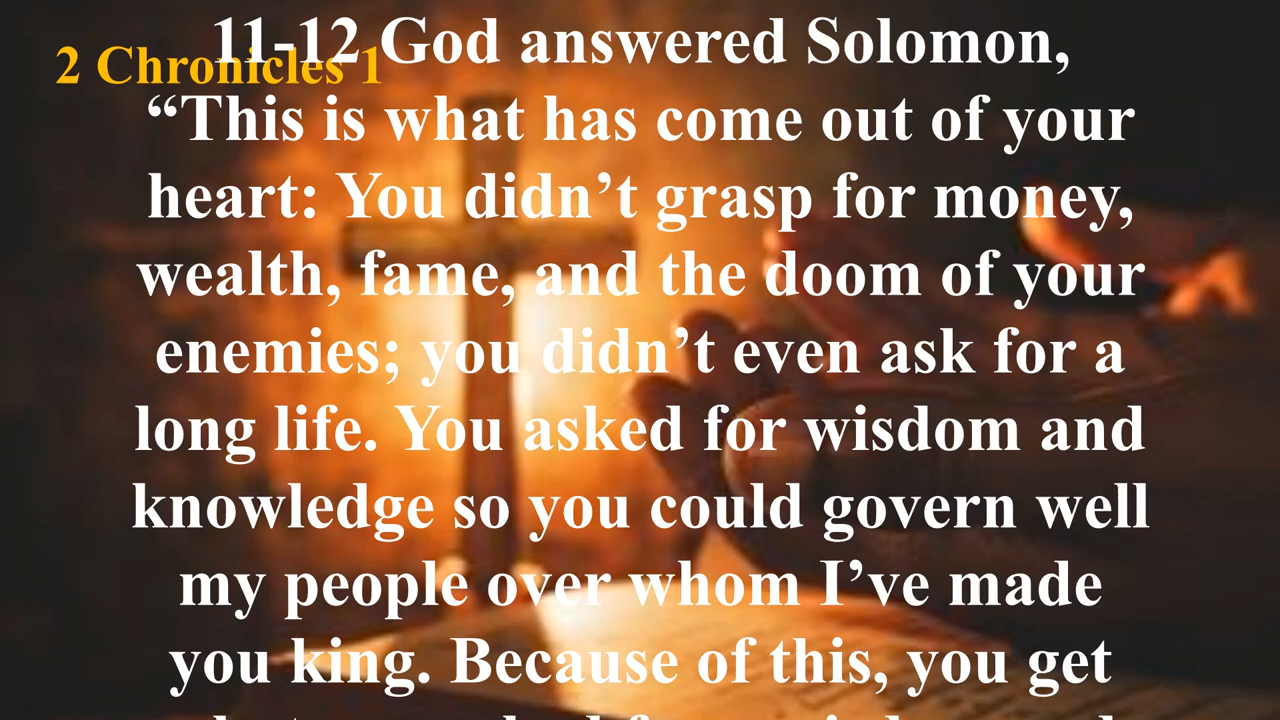 2 Chronicles 1
11-12 God answered Solomon,
“This is what has come out of your
heart: You didn’t grasp for money,
wealth, fame, and the doom of your
enemies; you didn’t even ask for a
long life. You asked for wisdom and
knowledge so you could govern well
my people over whom I’ve made
you king. Because of this, you get